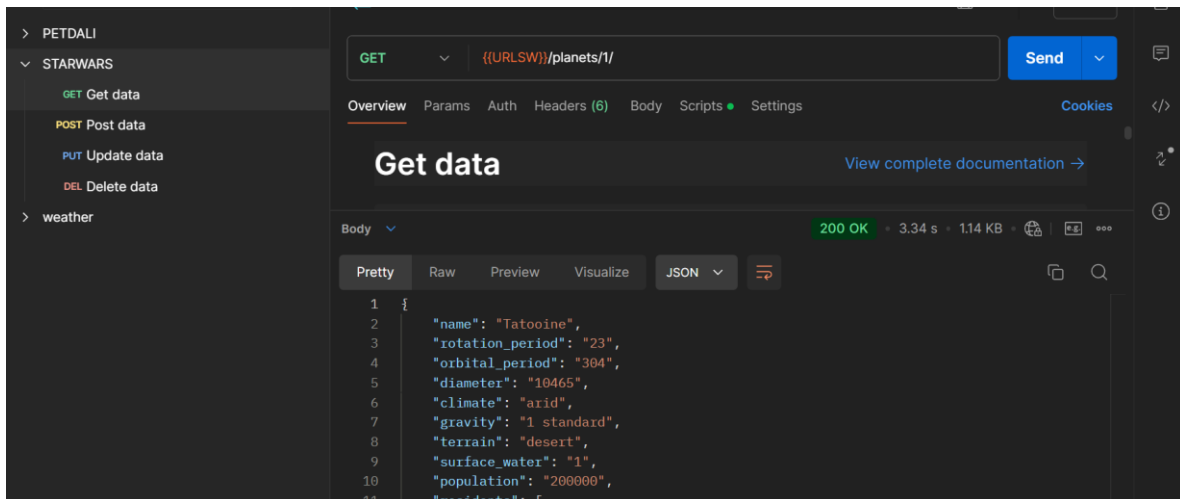 PETDALI
STARWARS
GET Get data
POST Post data
PUT Update data
DEL Delete data
weather
GET {{URLSW}}/planets/1/ Send
Overview Params Auth Headers (6) Body Scripts Settings Cookies
Get data View complete documentation →
Body 200 OK • 3.34 s • 1.14 KB • e.g.
Pretty Raw Preview Visualize JSON
1 {
2 "name": "Tatooine",
3 "rotation_period": "23",
4 "orbital_period": "304",
5 "diameter": "10465",
6 "climate": "arid",
7 "gravity": "1 standard",
8 "terrain": "desert",
9 "surface_water": "1",
10 "population": "200000",